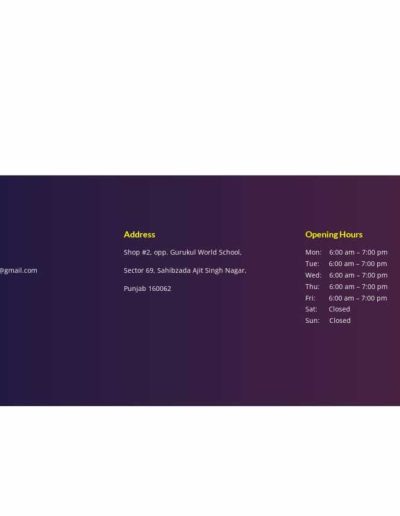 @gmail.com
Address
Shop #2, opp. Gurukul World School,
Sector 69, Sahibzada Ajit Singh Nagar,
Punjab 160062
Opening Hours
Mon: 6:00 am – 7:00 pm
Tue: 6:00 am – 7:00 pm
Wed: 6:00 am – 7:00 pm
Thu: 6:00 am – 7:00 pm
Fri: 6:00 am – 7:00 pm
Sat: Closed
Sun: Closed